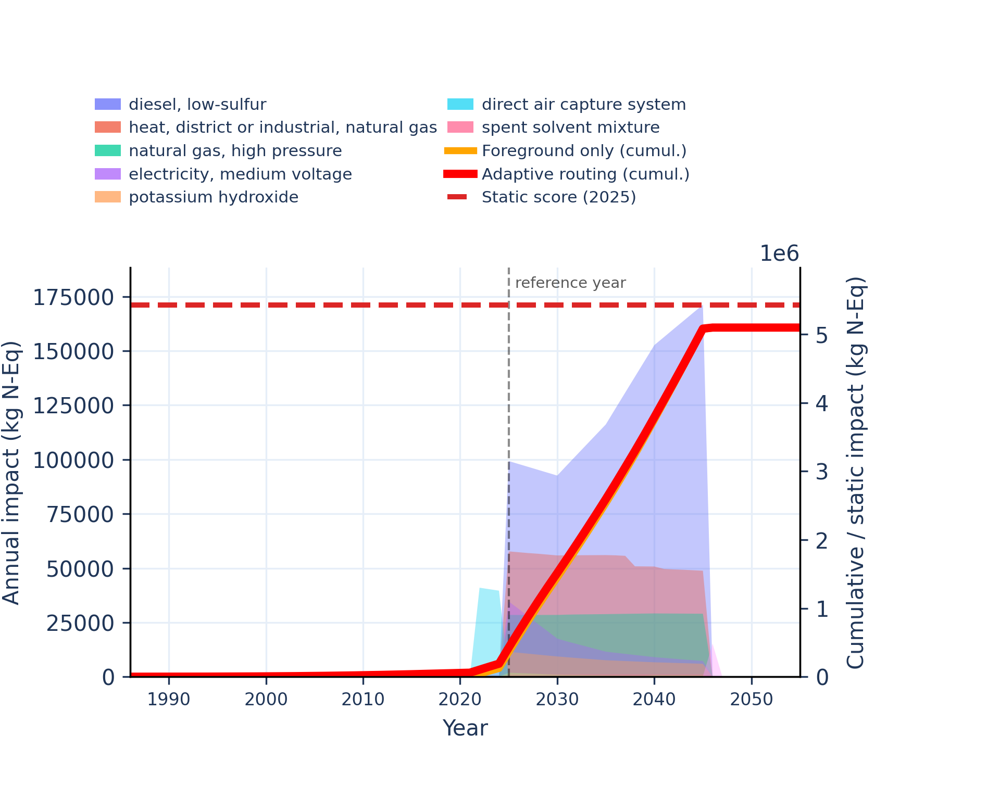 diesel, low-sulfur
heat, district or industrial, natural gas
natural gas, high pressure
electricity, medium voltage
potassium hydroxide
direct air capture system
spent solvent mixture
Foreground only (cumul.)
Adaptive routing (cumul.)
Static score (2025)
1e6
reference year
Annual impact (kg N-Eq)
175000
150000
125000
100000
75000
50000
25000
0
5
4
3
2
1
0
Cumulative / static impact (kg N-Eq)
1990 2000 2010 2020 2030 2040 2050
Year